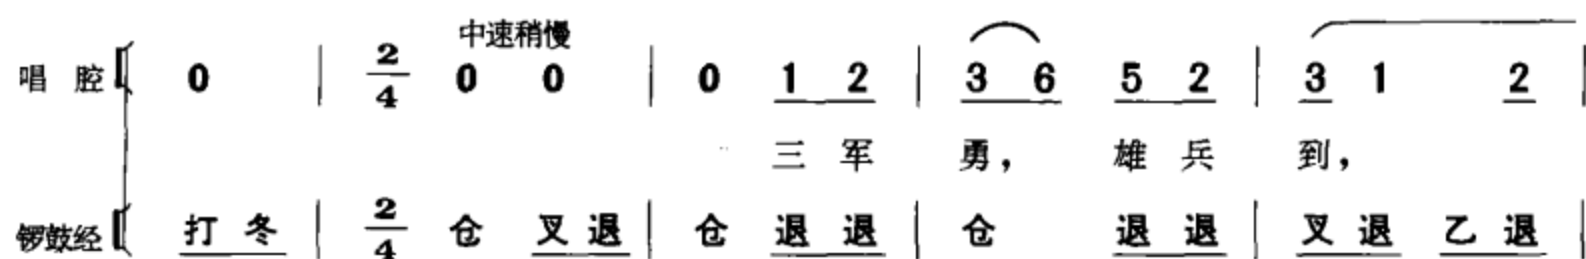 中速稍慢
唱 腔 0 | 2/4 0 0 | 0 1 2 | 3 6 5 2 | 3 1 2 |
三 军 勇， 雄 兵 到，
锣鼓经 打 冬 | 2/4 仓 叉 退 | 仓 退 退 | 仓 退 退 | 叉 退 乙 退 |